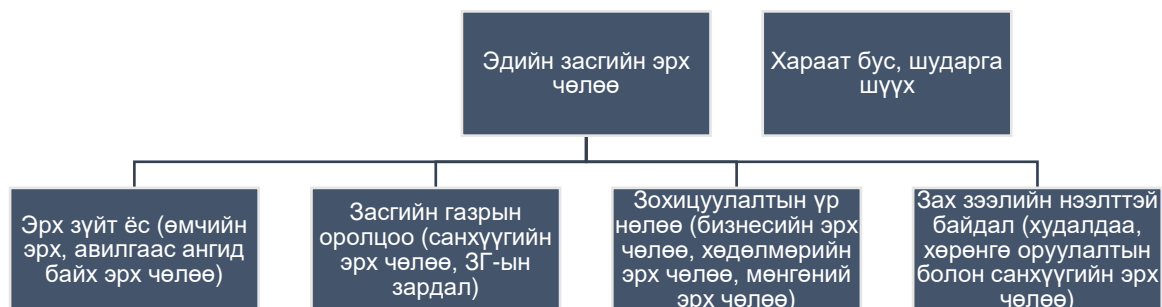 Эдийн засгийн эрх
чөлөө
Хараат бус, шударга
шүүх
Эрх зүйт ёс (өмчийн
эрх, авилгаас ангид
байх эрх чөлөө)
Засгийн газрын
оролцоо (санхүүгийн
эрх чөлөө, ЗГ-ын
зардал)
Зохицуулалтын үр
нөлөө (бизнесийн эрх
чөлөө, хөдөлмөрийн
эрх чөлөө, мөнгөний
эрх чөлөө)
Зах зээлийн нээлттэй
байдал (худалдаа,
хөрөнгө оруулалтын
болон санхүүгийн эрх
чөлөө)